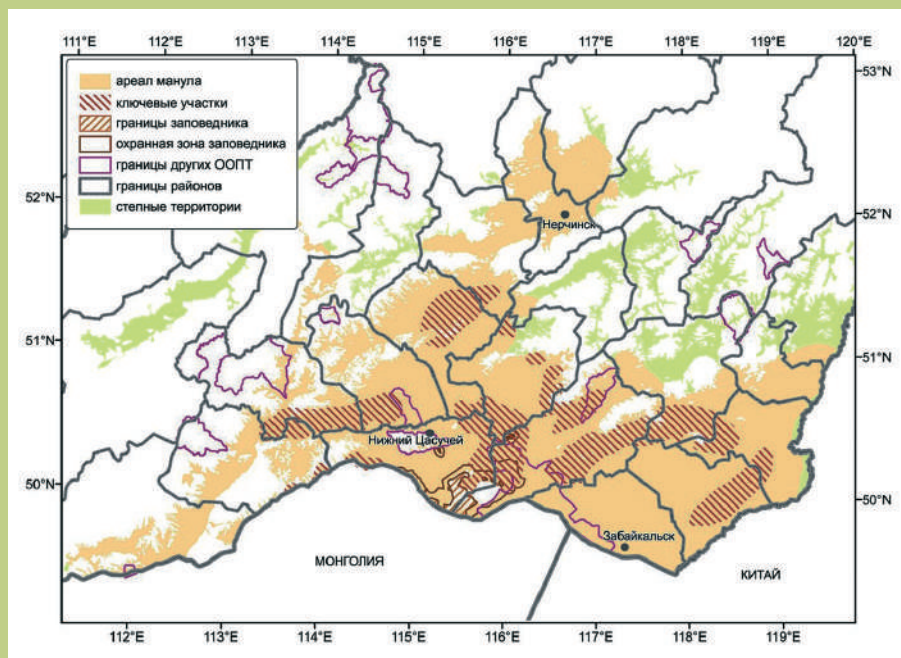 111°E 112°E 113°E 114°E 115°E 116°E 117°E 118°E 119°E 120°E
53°N
ареал манула
ключевые участки
границы заповедника
охранная зона заповедника
границы других ООПТ
границы районов
степные территории
52°N
52°N
Нерчинск
51°N
51°N
Нижний Цасучей
50°N
50°N
Забайкальск
МОНГОЛИЯ
КИТАЙ
112°E 113°E 114°E 115°E 116°E 117°E 118°E 119°E